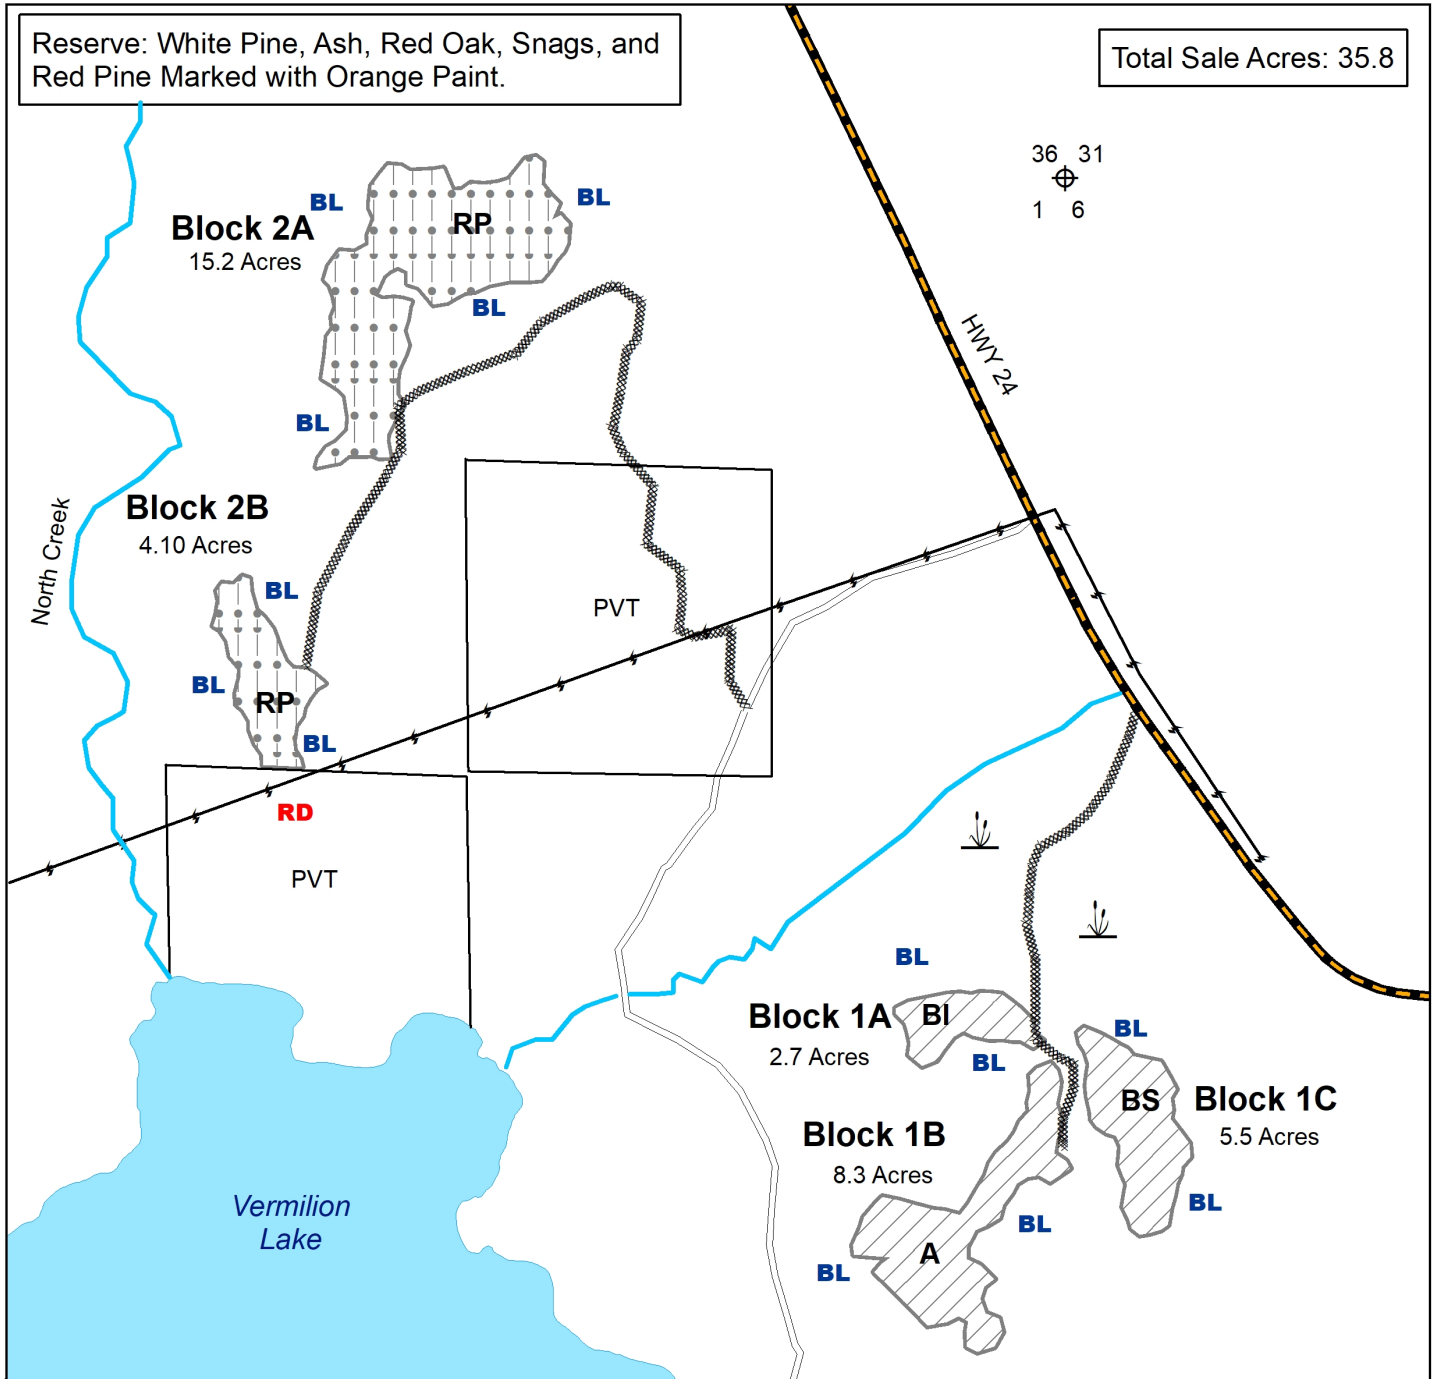 Reserve: White Pine, Ash, Red Oak, Snags, and
Red Pine Marked with Orange Paint.
Total Sale Acres: 35.8
36 31
1 6
BL
BL
Block 2A
15.2 Acres
RP
BL
HWY 24
BL
North Creek
Block 2B
4.10 Acres
BL
PVT
BL
RP
BL
RD
PVT
BL
Block 1A
2.7 Acres
BI
BL
BL
BS
Block 1C
5.5 Acres
Block 1B
8.3 Acres
BL
BL
A
BL
Vermilion
Lake